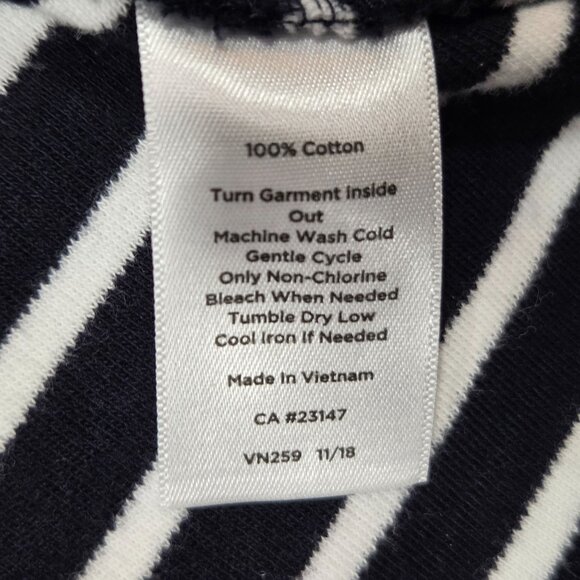 100% Cotton
Turn Garment Inside
Out
Machine Wash Cold
Gentle Cycle
Only Non-Chlorine
Bleach When Needed
Tumble Dry Low
Cool Iron If Needed
Made In Vietnam
CA #23147
VN259 11/18